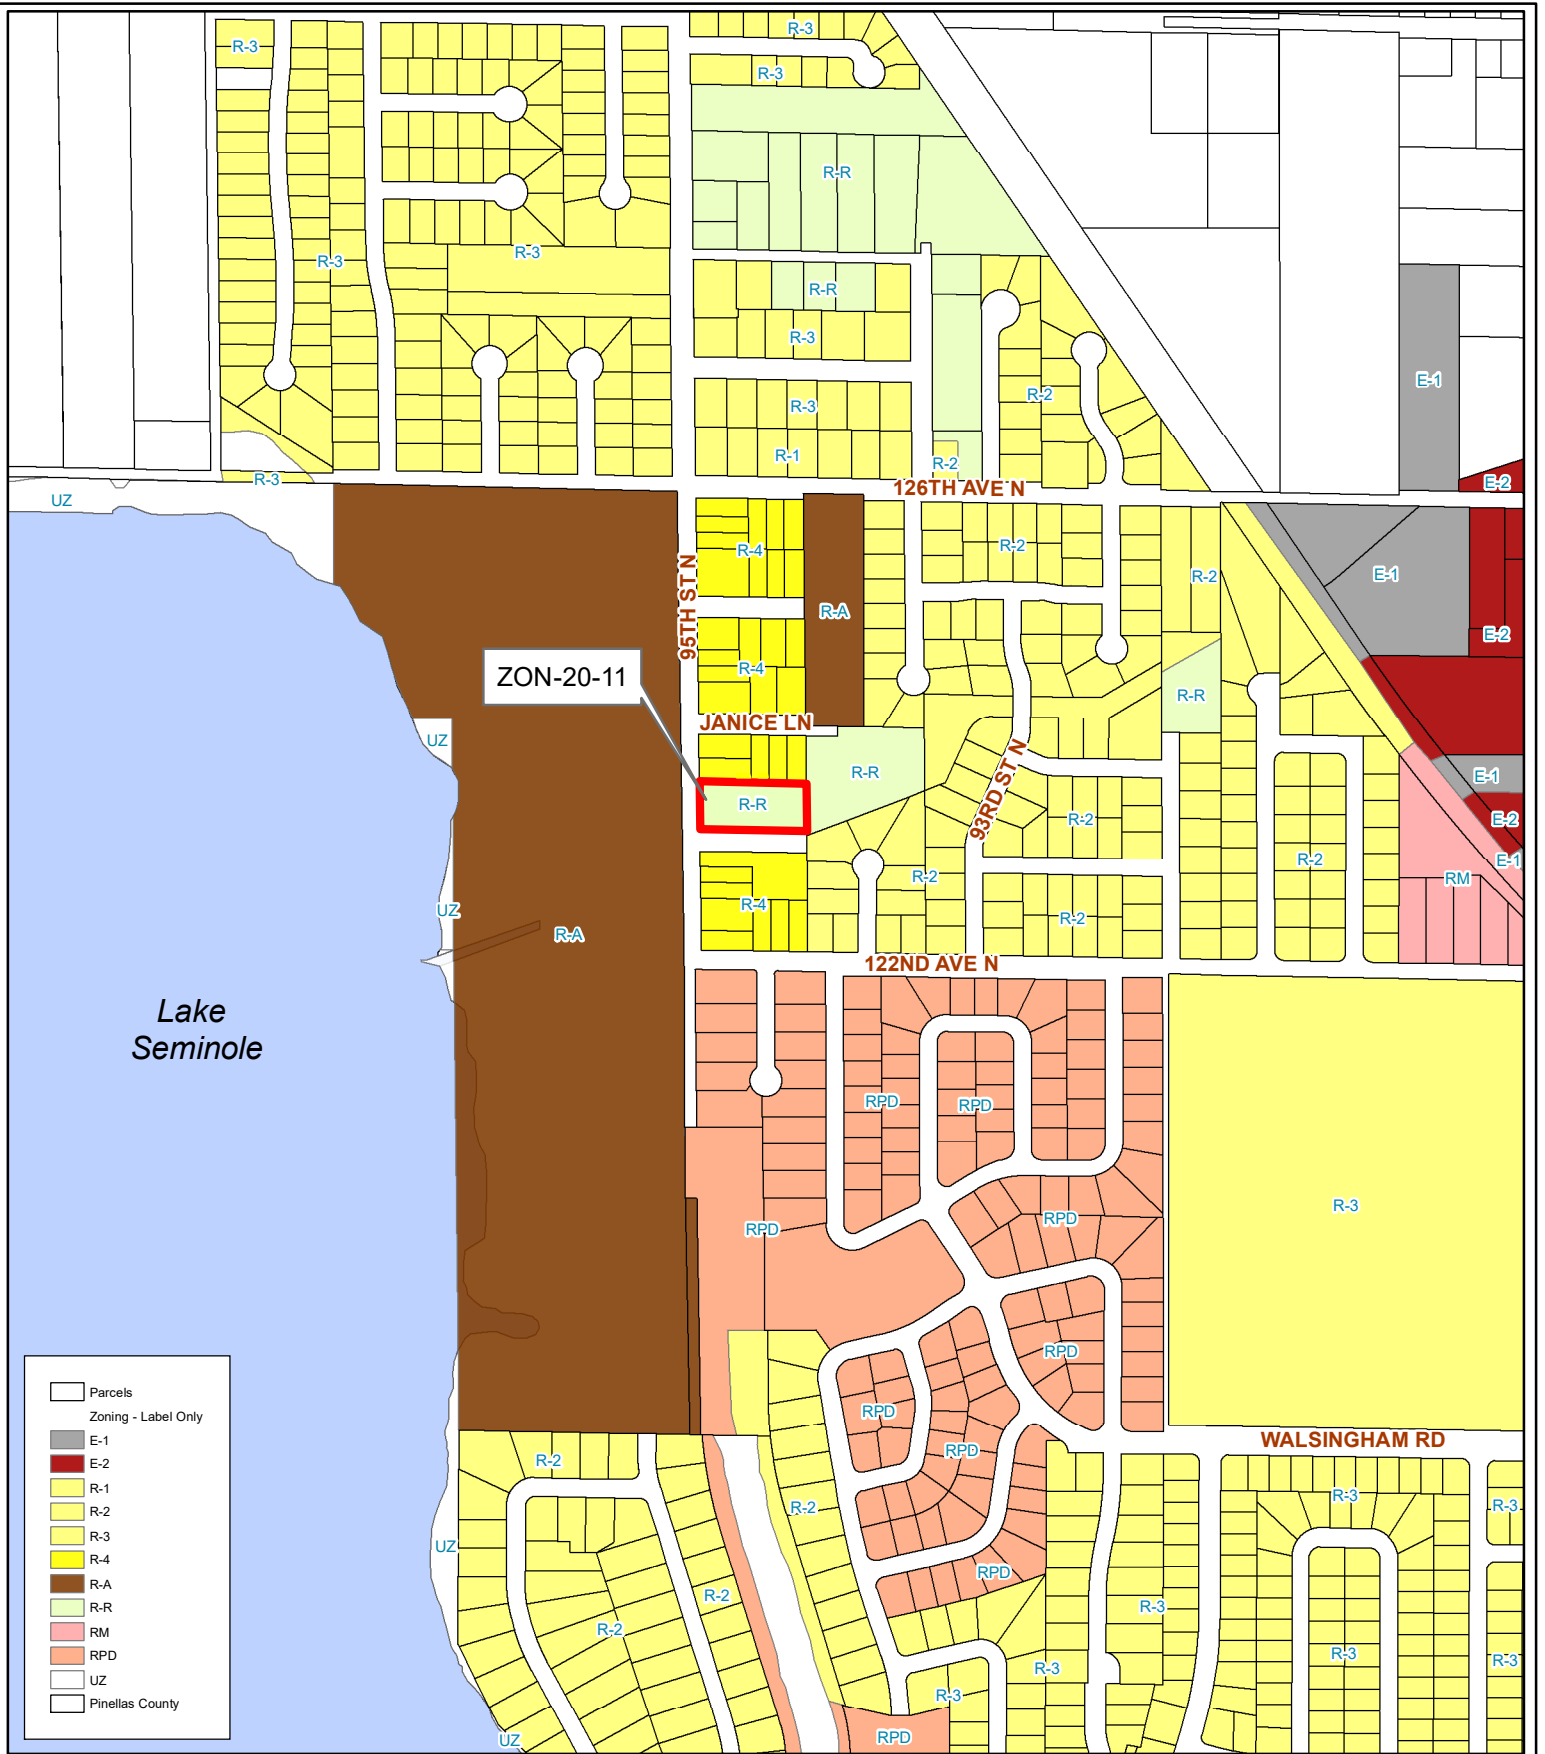 R-3
R-3
R-3
R-R
R-3
R-3
R-R
R-3
E-1
R-2
R-3
R-1
R-2
R-3
E-2
126TH AVE N
UZ
R-4
R-2
E-1
R-2
95TH ST N
R-A
E-2
R-4
ZON-20-11
R-R
JANICE LN
UZ
93RD ST N
R-R
E-1
R-R
R-2
E-2
R-2
E-1
R-2
RM
R-4
UZ
R-2
R-A
122ND AVE N
Lake
Seminole
RPD
RPD
R-3
RPD
RPD
RPD
RPD
RPD
WALSINGHAM RD
R-2
R-2
R-3
R-3
UZ
RPD
R-2
R-3
R-2
R-3
R-3
R-3
R-3
RPD
UZ
Parcels
Zoning - Label Only
E-1
E-2
R-1
R-2
R-3
R-4
R-A
R-R
RM
RPD
UZ
Pinellas County